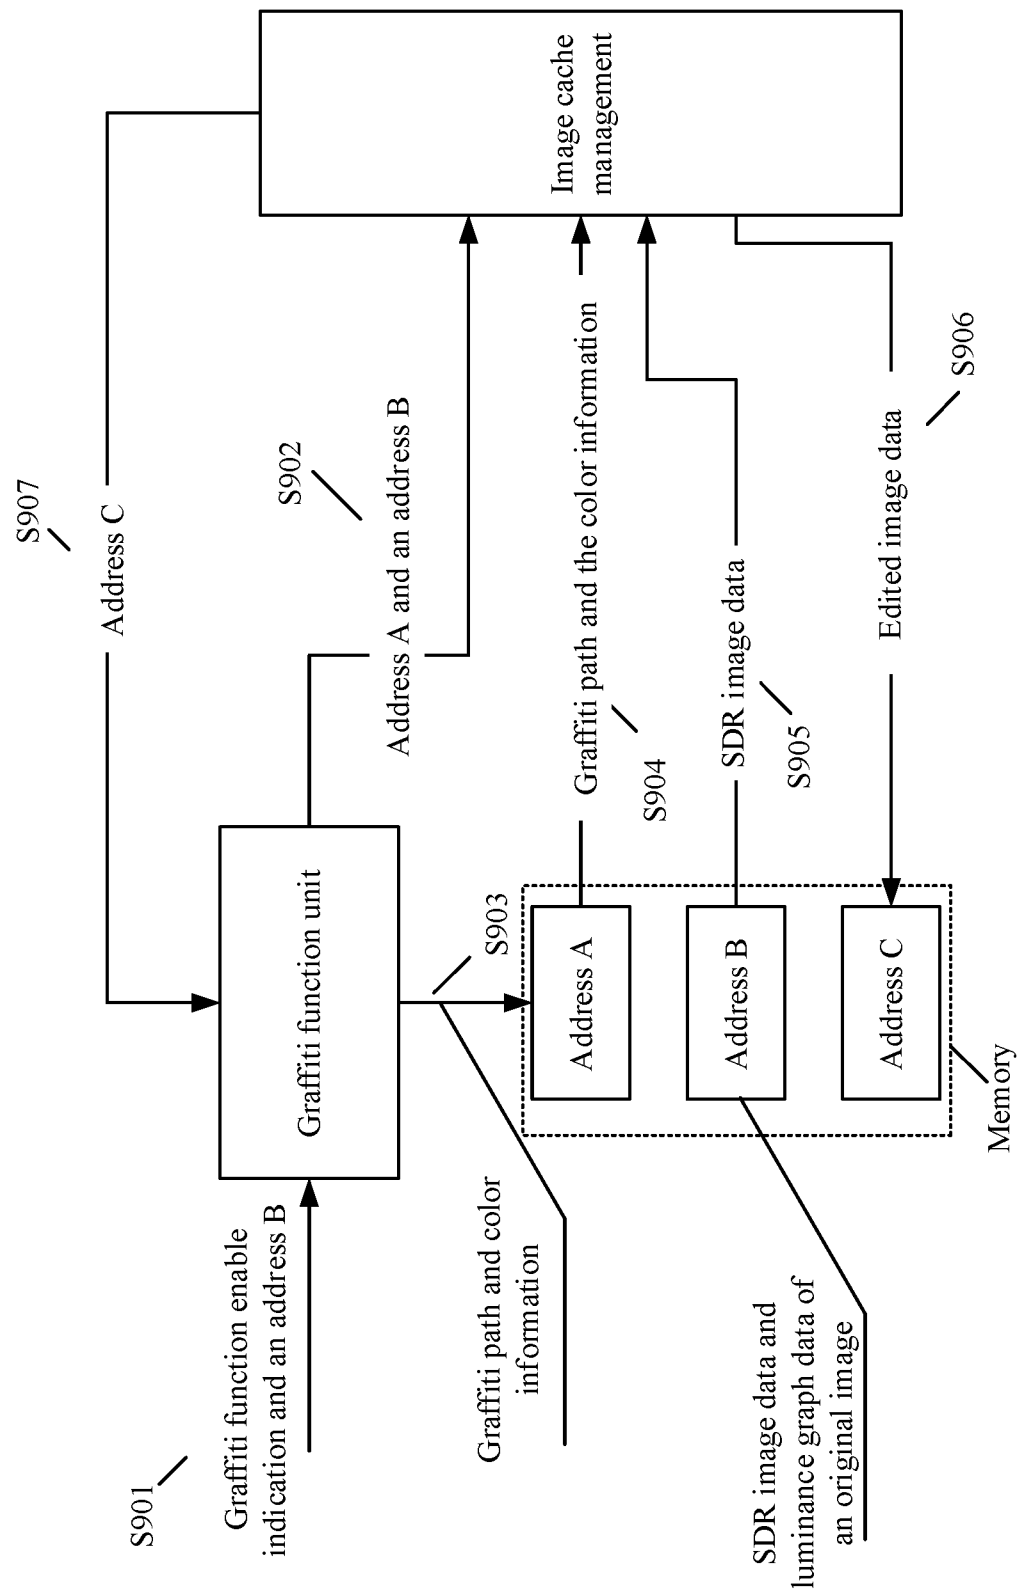 S901
Graffiti function enable
indication and an address B
Graffiti function unit
S907
Address C
S902
Address A and an address B
Image cache
management
S903
Graffiti path and color
information
Address A
S904
Graffiti path and the color information
Address B
S905
SDR image data
SDR image data and
luminance graph data of
an original image
Address C
S906
Edited image data
Memory